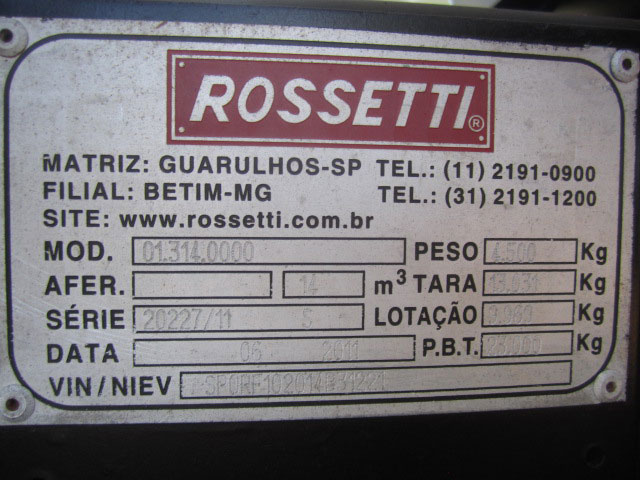 ROSSETTI®
MATRIZ: GUARULHOS-SP TEL.: (11) 2191-0900
FILIAL: BETIM-MG TEL.: (31) 2191-1200
SITE: www.rossetti.com.br
MOD. 01.314.0000 PESO 4.500 Kg
AFER. 14 m³ TARA Kg
SÉRIE 20227/11 S LOTAÇÃO Kg
DATA 06 2011 P.B.T. Kg
VIN/NIEV